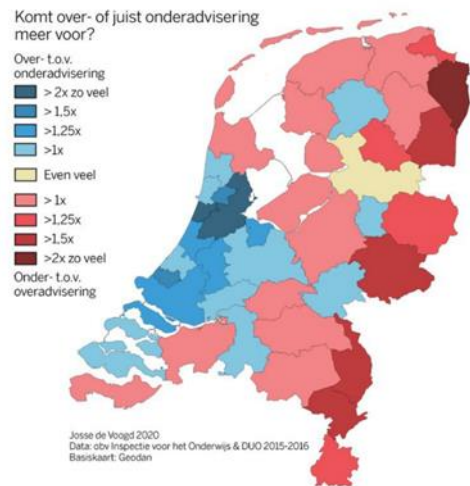 Komt over- of juist onderadvisering
meer voor?
Over- t.o.v.
onderadvisering
> 2x zo veel
> 1,5x
>1,25x
>1x
Even veel
> 1x
>1,25x
>1,5x
>2x zo veel
Onder- t.o.v.
overadvisering
Josse de Voogd 2020
Data: obv Inspectie voor het Onderwijs & DUO 2015-2016
Basiskaart: Geodan